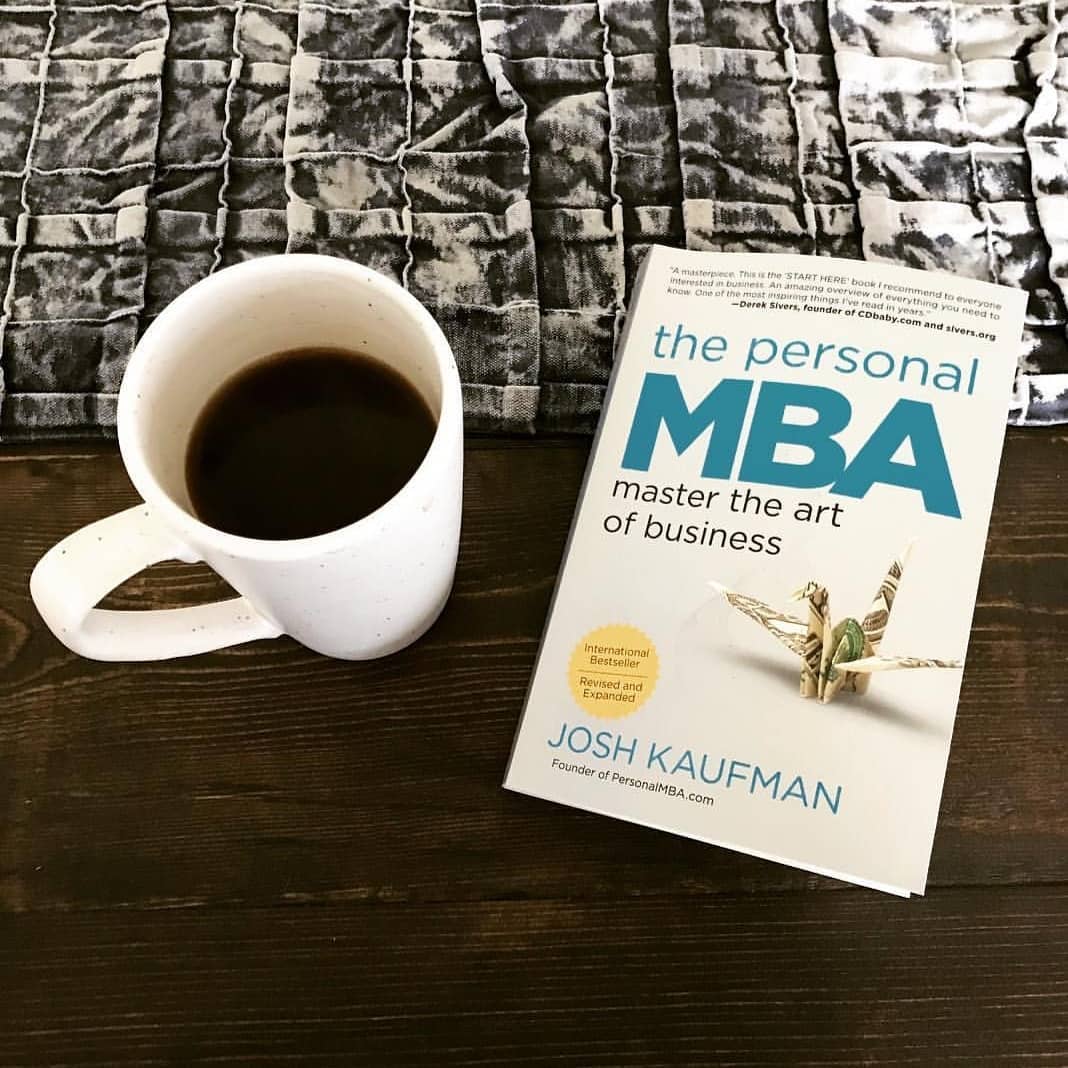 "A masterpiece. This is the 'START HERE' book I recommend to everyone
interested in business. An amazing overview of everything you need to
know. One of the most inspiring things I've read in years."
—Derek Sivers, founder of CDbaby.com and sivers.org
the personal
MBA
master the art
of business
International
Bestseller
Revised and
Expanded
JOSH KAUFMAN
Founder of PersonalMBA.com